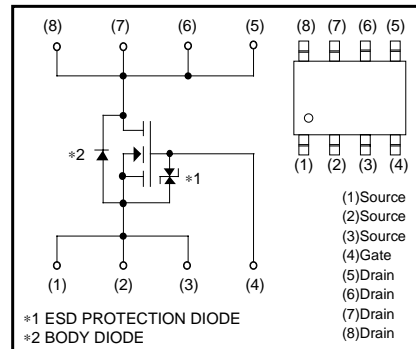 (8) (7) (6) (5)
(8) (7) (6) (5)
∗2
∗1
(1) (2) (3) (4)
(1) (2) (3) (4)
(1)Source
(2)Source
(3)Source
(4)Gate
(5)Drain
(6)Drain
(7)Drain
(8)Drain
∗1 ESD PROTECTION DIODE
∗2 BODY DIODE